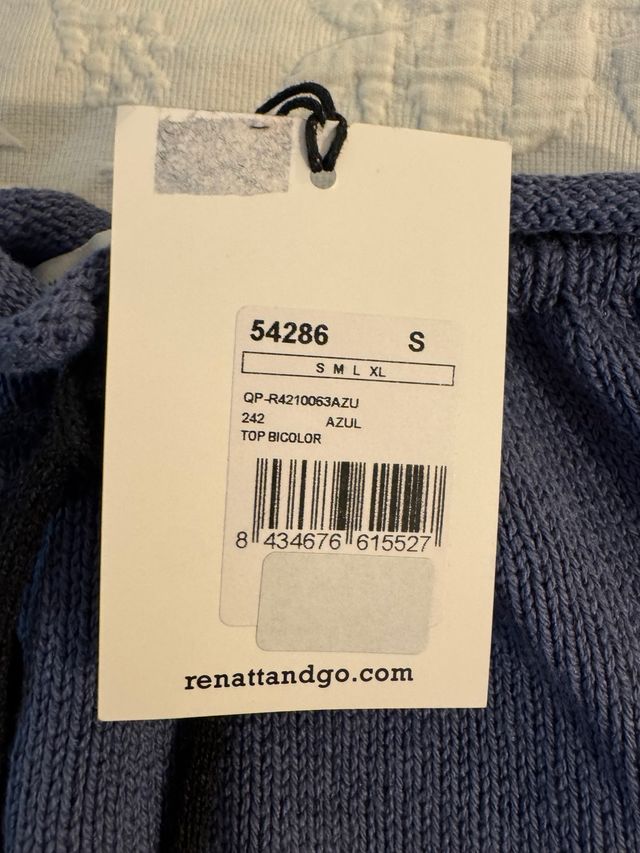 54286 S
S M L XL
QP-R4210063AZU
242 AZUL
TOP BICOLOR
8 434676 615527
renattandgo.com